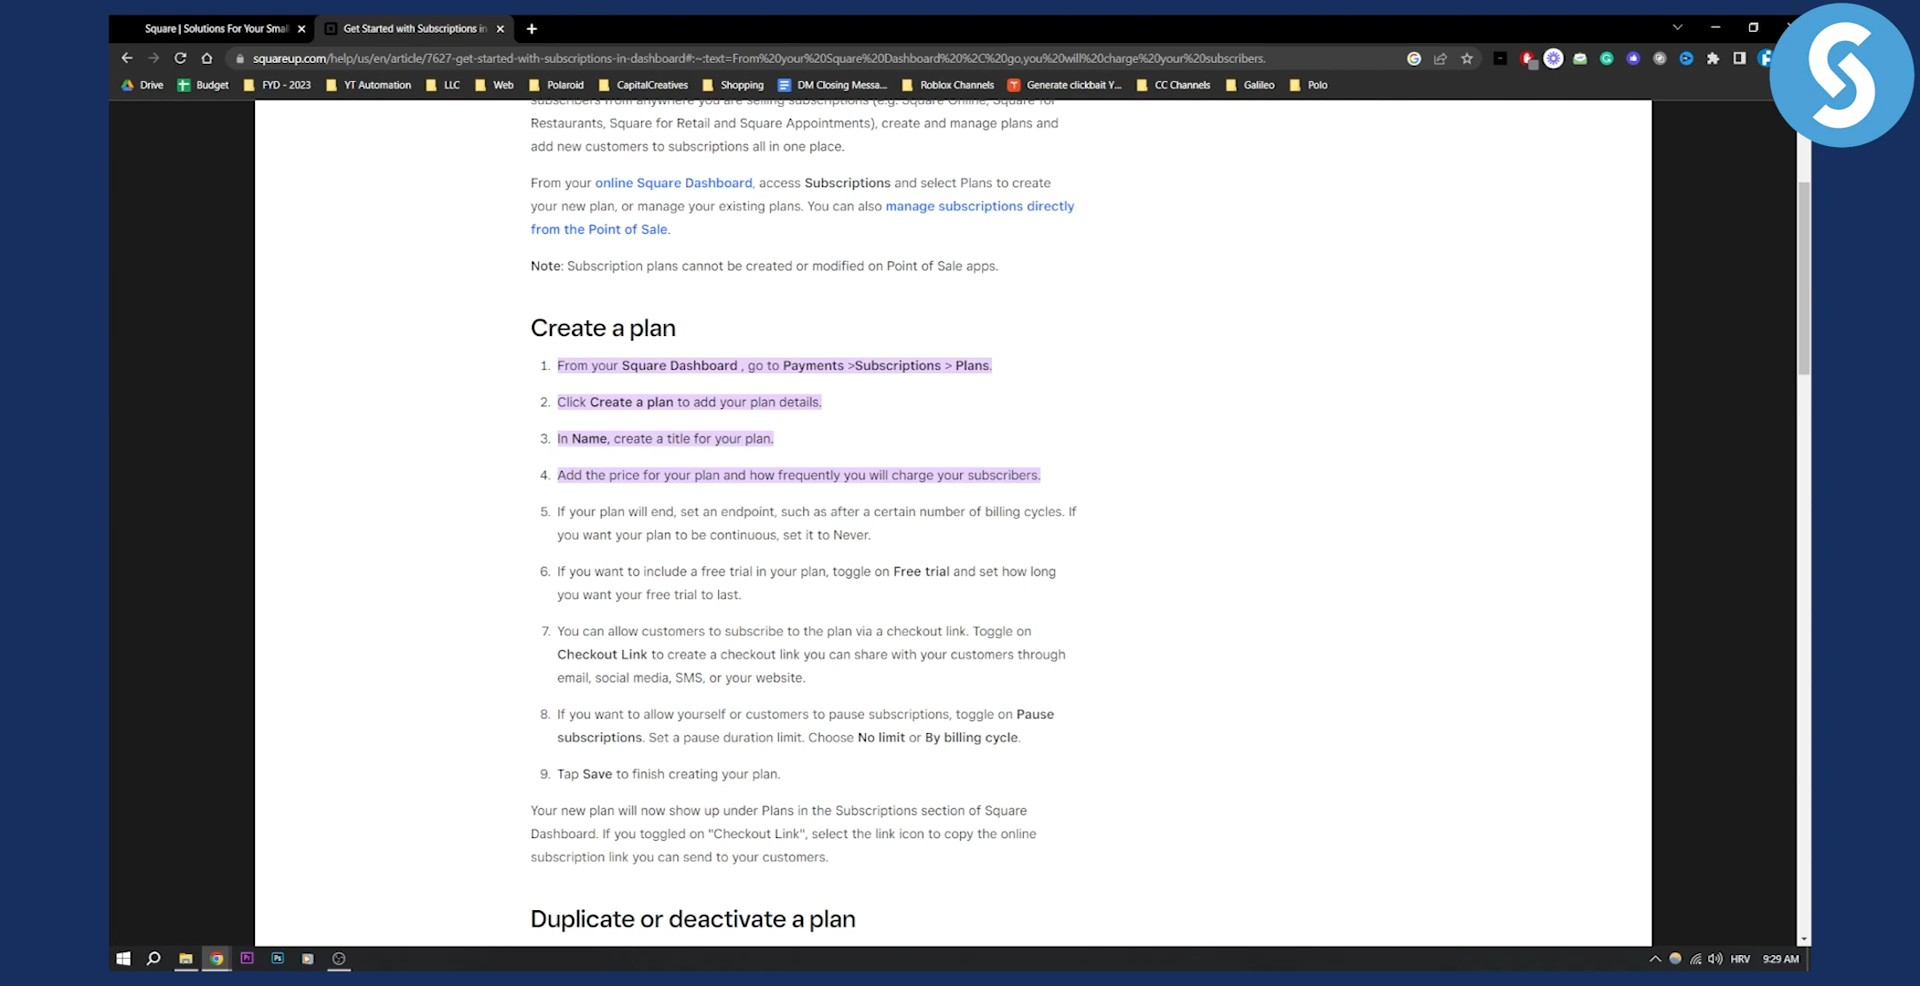 Square | Solutions For Your Smal
Get Started with Subscriptions in
squareup.com/help/us/en/article/7627-get-started-with-subscriptions-in-dashboard#:~:text=From%20your%20Square%20Dashboard%20%2C%20go,you%20will%20charge%20your%20subscribers.
Drive Budget FYD - 2023 YT Automation LLC Web Polaroid CapitalCreatives Shopping DM Closing Messa... Roblox Channels Generate clickbait Y... CC Channels Galileo Polo
subscribers from anywhere you are selling subscriptions (e.g. Square Online, Square for
Restaurants, Square for Retail and Square Appointments), create and manage plans and
add new customers to subscriptions all in one place.
From your online Square Dashboard, access Subscriptions and select Plans to create
your new plan, or manage your existing plans. You can also manage subscriptions directly
from the Point of Sale.
Note: Subscription plans cannot be created or modified on Point of Sale apps.
Create a plan
1. From your Square Dashboard , go to Payments >Subscriptions > Plans.
2. Click Create a plan to add your plan details.
3. In Name, create a title for your plan.
4. Add the price for your plan and how frequently you will charge your subscribers.
5. If your plan will end, set an endpoint, such as after a certain number of billing cycles. If
you want your plan to be continuous, set it to Never.
6. If you want to include a free trial in your plan, toggle on Free trial and set how long
you want your free trial to last.
7. You can allow customers to subscribe to the plan via a checkout link. Toggle on
Checkout Link to create a checkout link you can share with your customers through
email, social media, SMS, or your website.
8. If you want to allow yourself or customers to pause subscriptions, toggle on Pause
subscriptions. Set a pause duration limit. Choose No limit or By billing cycle.
9. Tap Save to finish creating your plan.
Your new plan will now show up under Plans in the Subscriptions section of Square
Dashboard. If you toggled on "Checkout Link", select the link icon to copy the online
subscription link you can send to your customers.
Duplicate or deactivate a plan
Pr Ps HRV 9:29 AM